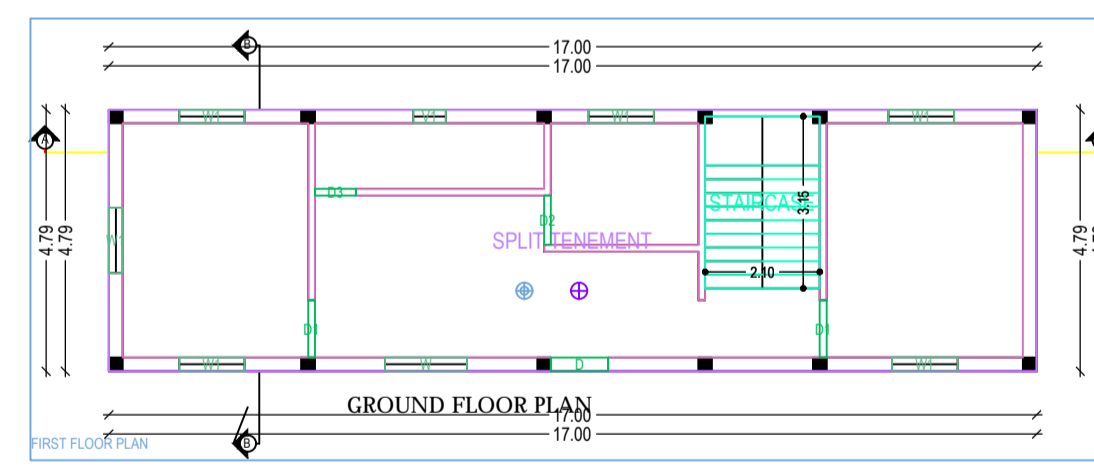 B
17.00
17.00
W1
V1
W1
W1
A
D3
STAIRCASE
3.15
D2
W1
SPLIT TENEMENT
4.79
4.79
4.79
2.10
D1
D1
W1
W
D
W1
GROUND FLOOR PLAN
17.00
17.00
FIRST FLOOR PLAN
B